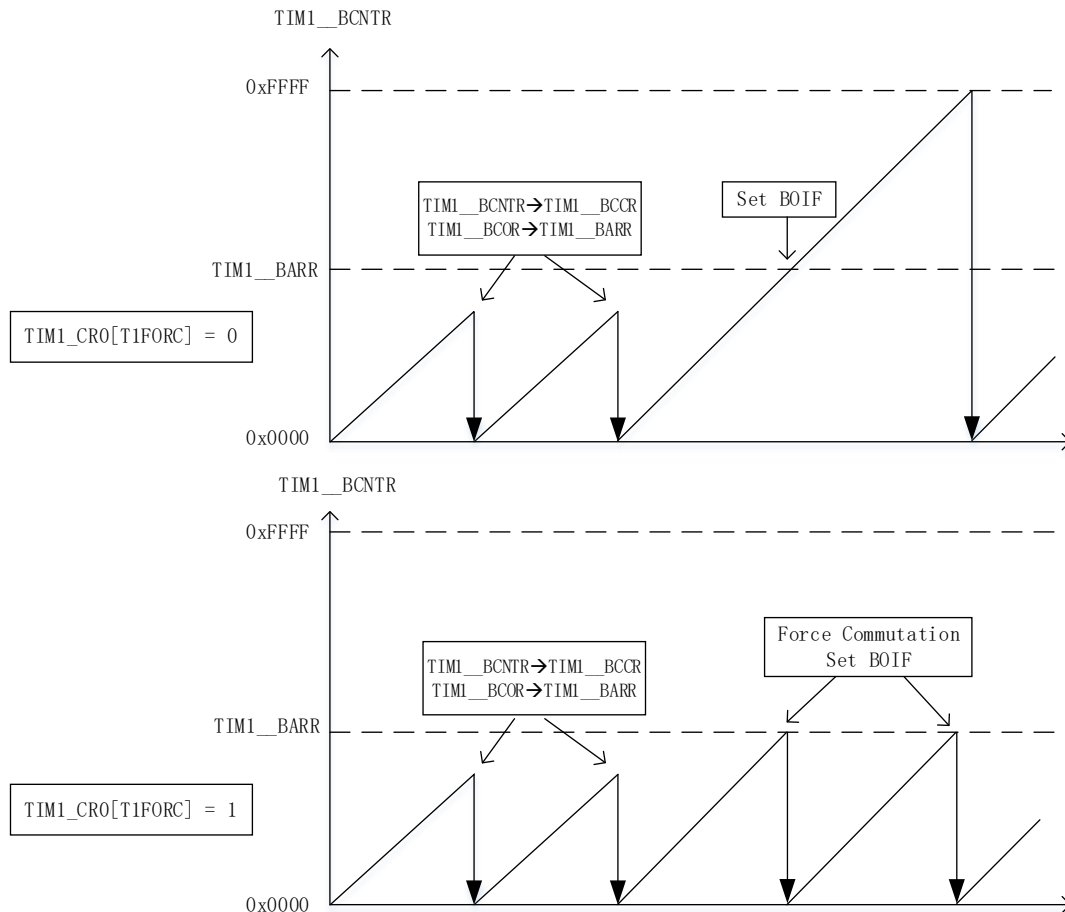 TIM1__BCNTR
0xFFFF
TIM1__BCNTR→TIM1__BCCR
TIM1__BCOR→TIM1__BARR
Set BOIF
TIM1__BARR
TIM1_CR0[T1FORC] = 0
0x0000
TIM1__BCNTR
0xFFFF
Force Commutation
Set BOIF
TIM1__BCNTR→TIM1__BCCR
TIM1__BCOR→TIM1__BARR
TIM1__BARR
TIM1_CR0[T1FORC] = 1
0x0000